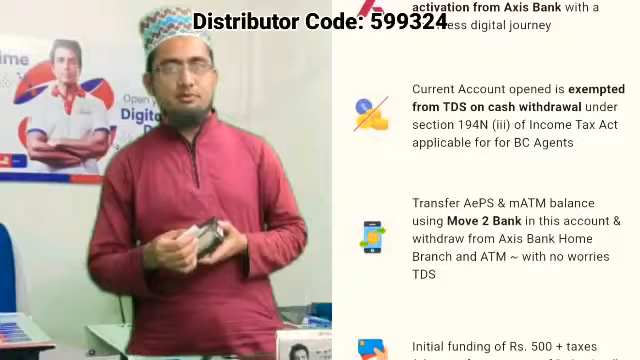 Distributor Code: 599324
activation from Axis Bank with a
ess digital journey
Current Account opened is exempted
from TDS on cash withdrawal under
section 194N (iii) of Income Tax Act
applicable for for BC Agents
Transfer AePS & mATM balance
using Move 2 Bank in this account &
withdraw from Axis Bank Home
Branch and ATM ~ with no worries
TDS
Initial funding of Rs. 500 + taxes
ime
Open
Digita